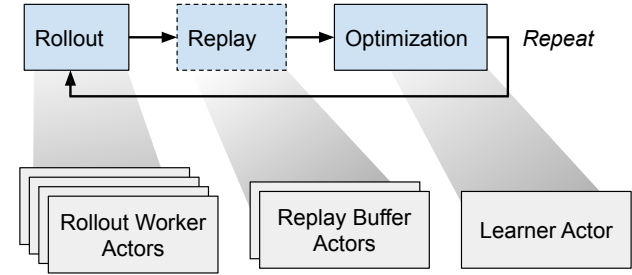 Rollout
Replay
Optimization
Repeat
Rollout Worker
Actors
Replay Buffer
Actors
Learner Actor